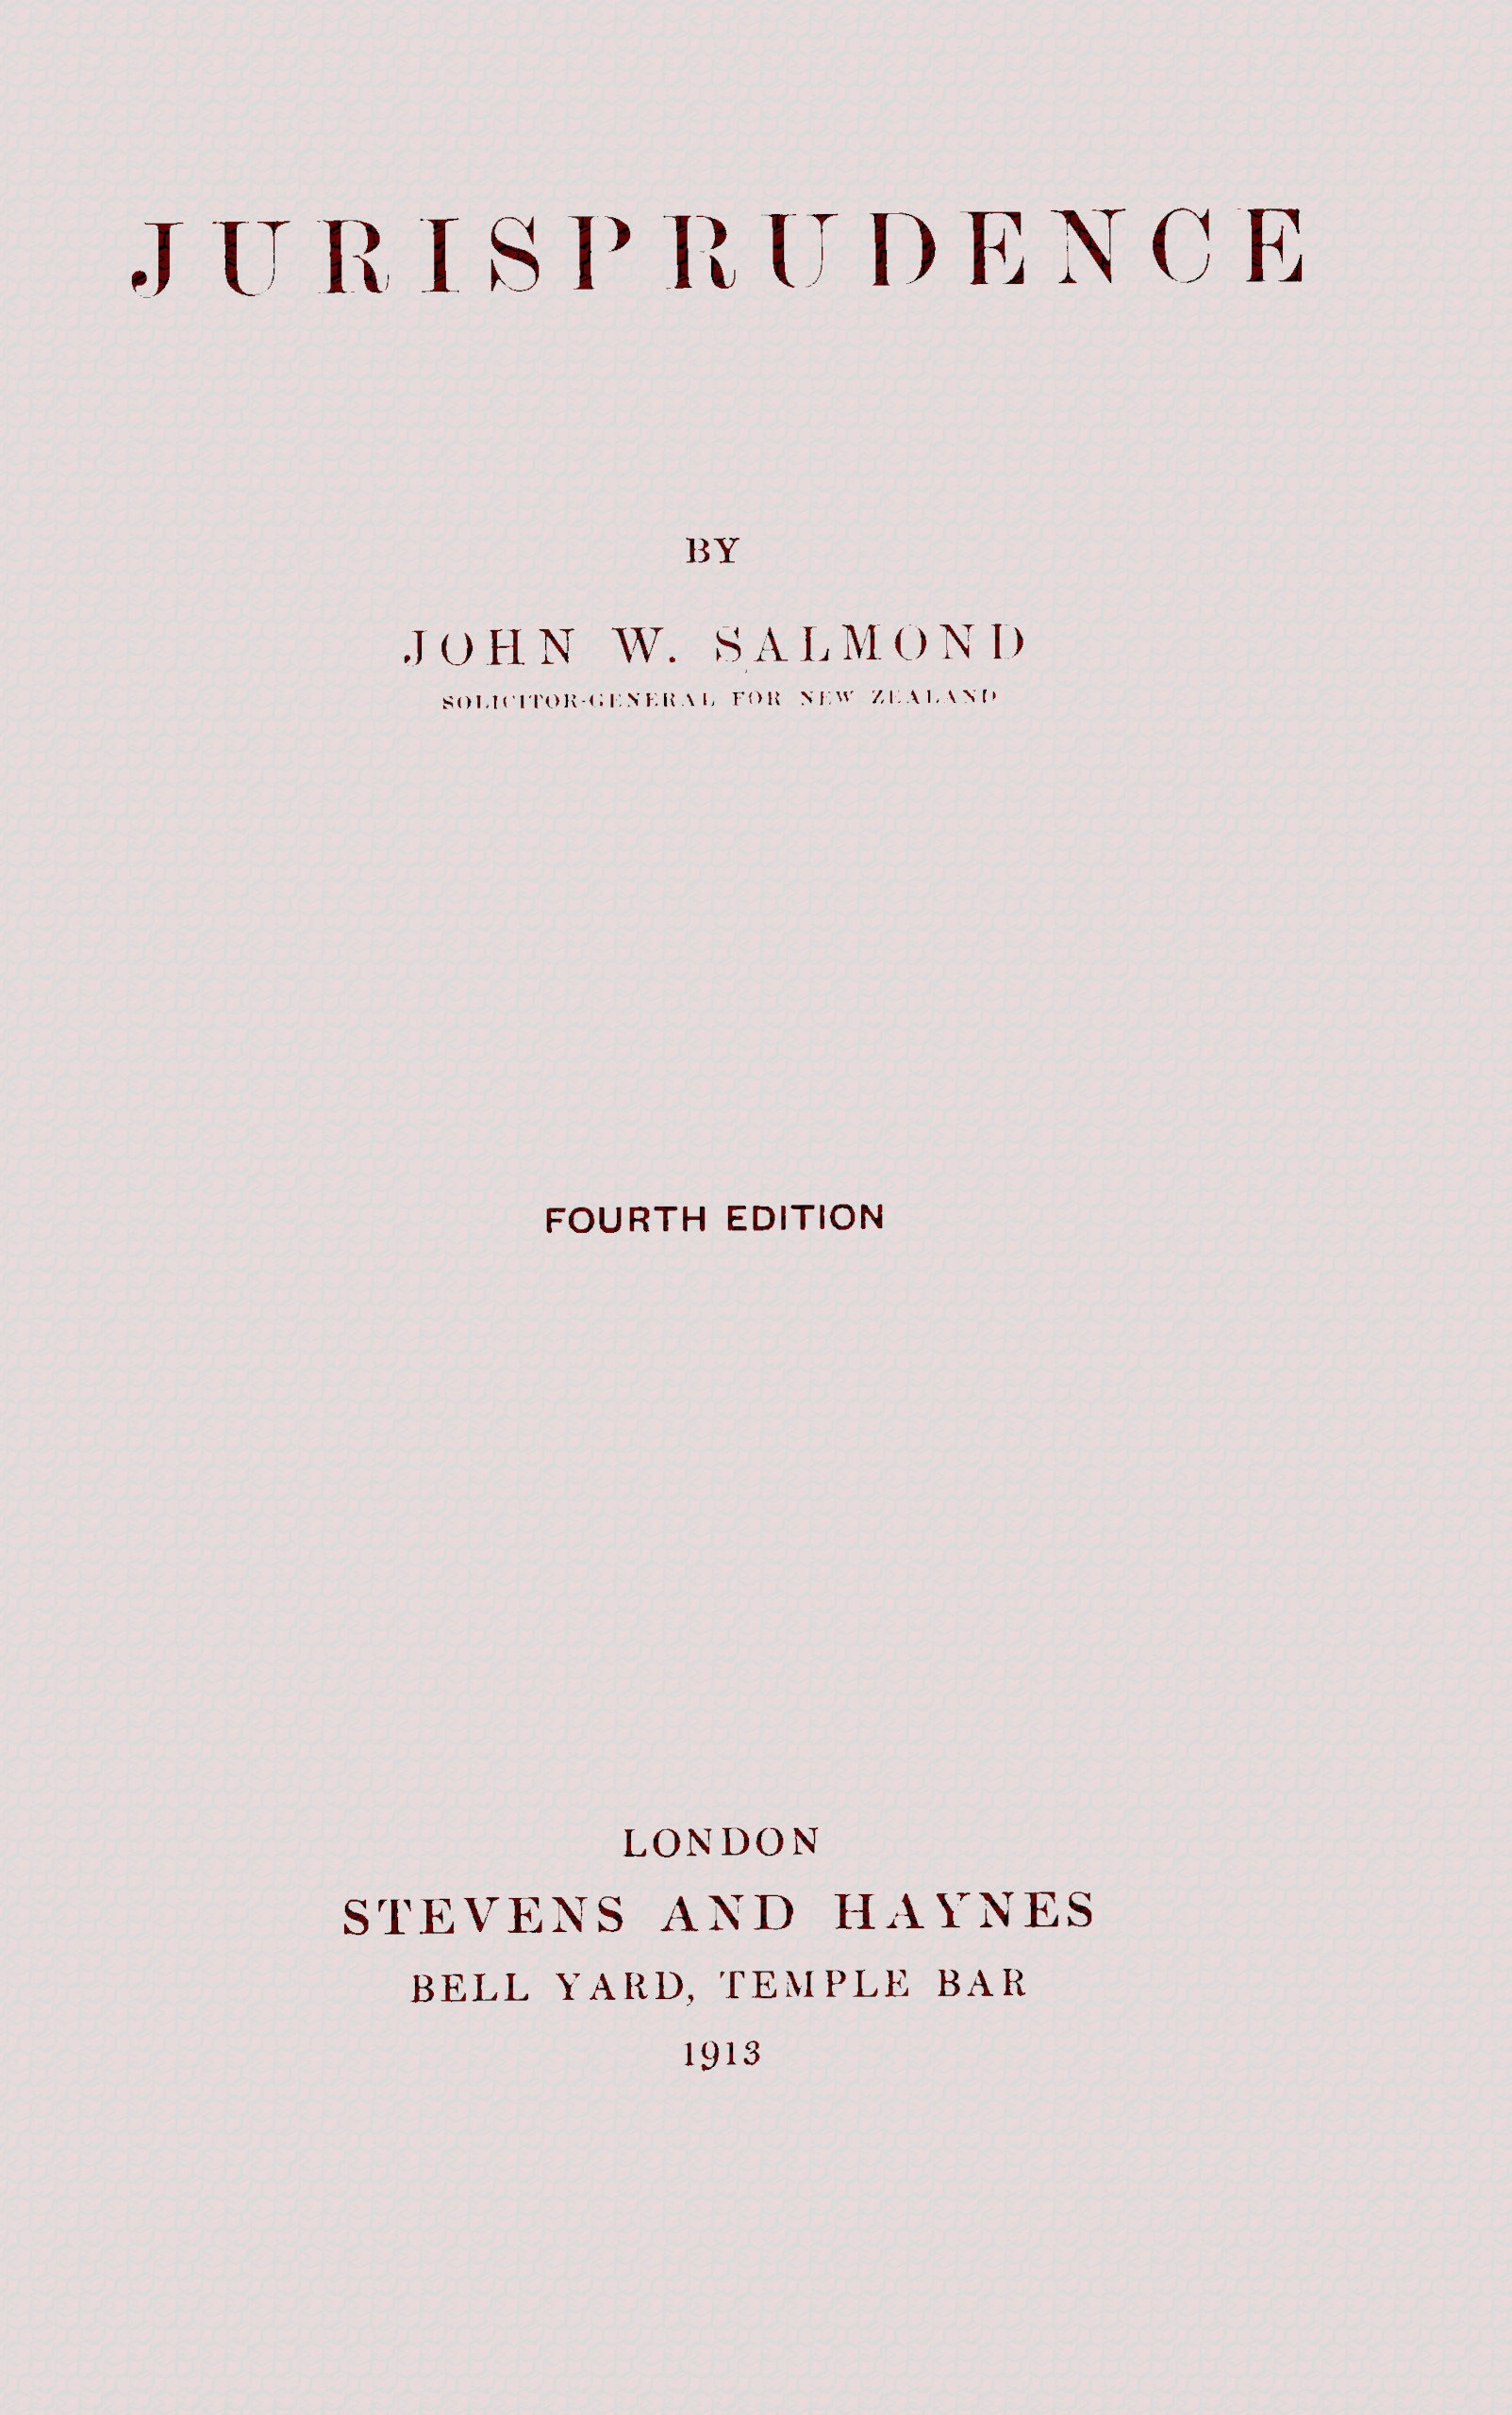 JURISPRUDENCE
BY
JOHN W. SALMOND
SOLICITOR-GENERAL FOR NEW ZEALAND
FOURTH EDITION
LONDON
STEVENS AND HAYNES
BELL YARD, TEMPLE BAR
1913